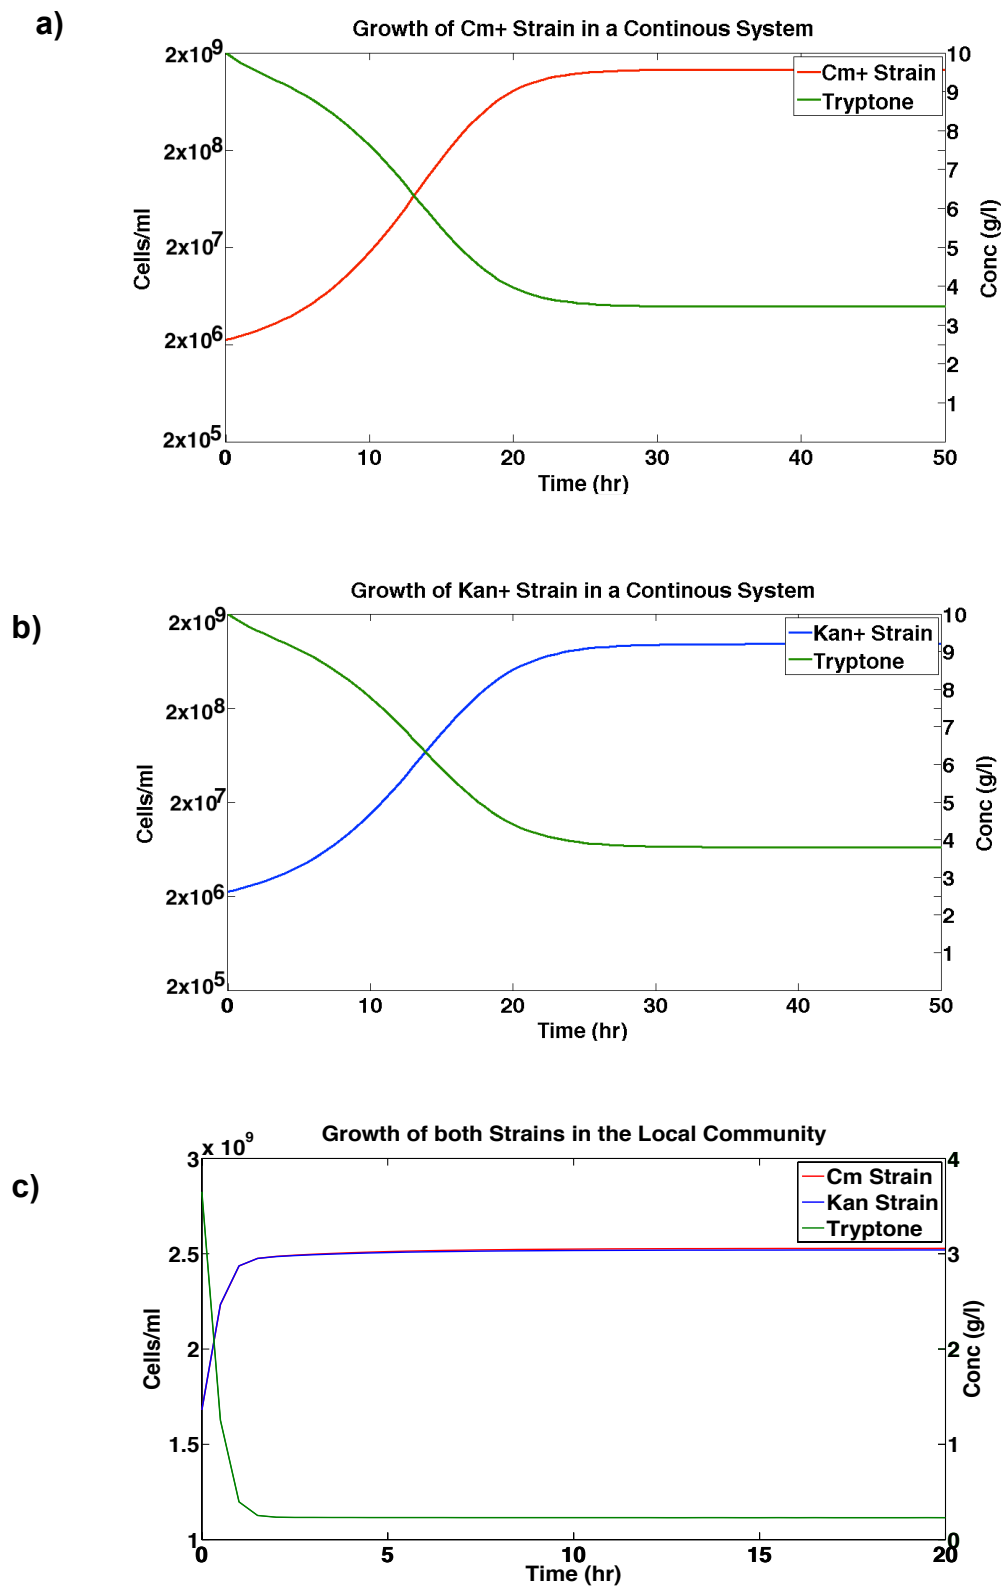 a)
Growth of Cm+ Strain in a Continous System
2x10^9
2x10^8
2x10^7
2x10^6
2x10^5
Cells/ml
10
9
8
7
6
5
4
3
2
1
Conc (g/l)
Cm+ Strain
Tryptone
0 10 20 30 40 50
Time (hr)
b)
Growth of Kan+ Strain in a Continous System
2x10^9
2x10^8
2x10^7
2x10^6
2x10^5
Cells/ml
10
9
8
7
6
5
4
3
2
1
Conc (g/l)
Kan+ Strain
Tryptone
0 10 20 30 40 50
Time (hr)
c)
Growth of both Strains in the Local Community
x 10^9
3
2.5
2
1.5
1
Cells/ml
4
3
2
1
0
Conc (g/l)
Cm Strain
Kan Strain
Tryptone
0 5 10 15 20
Time (hr)